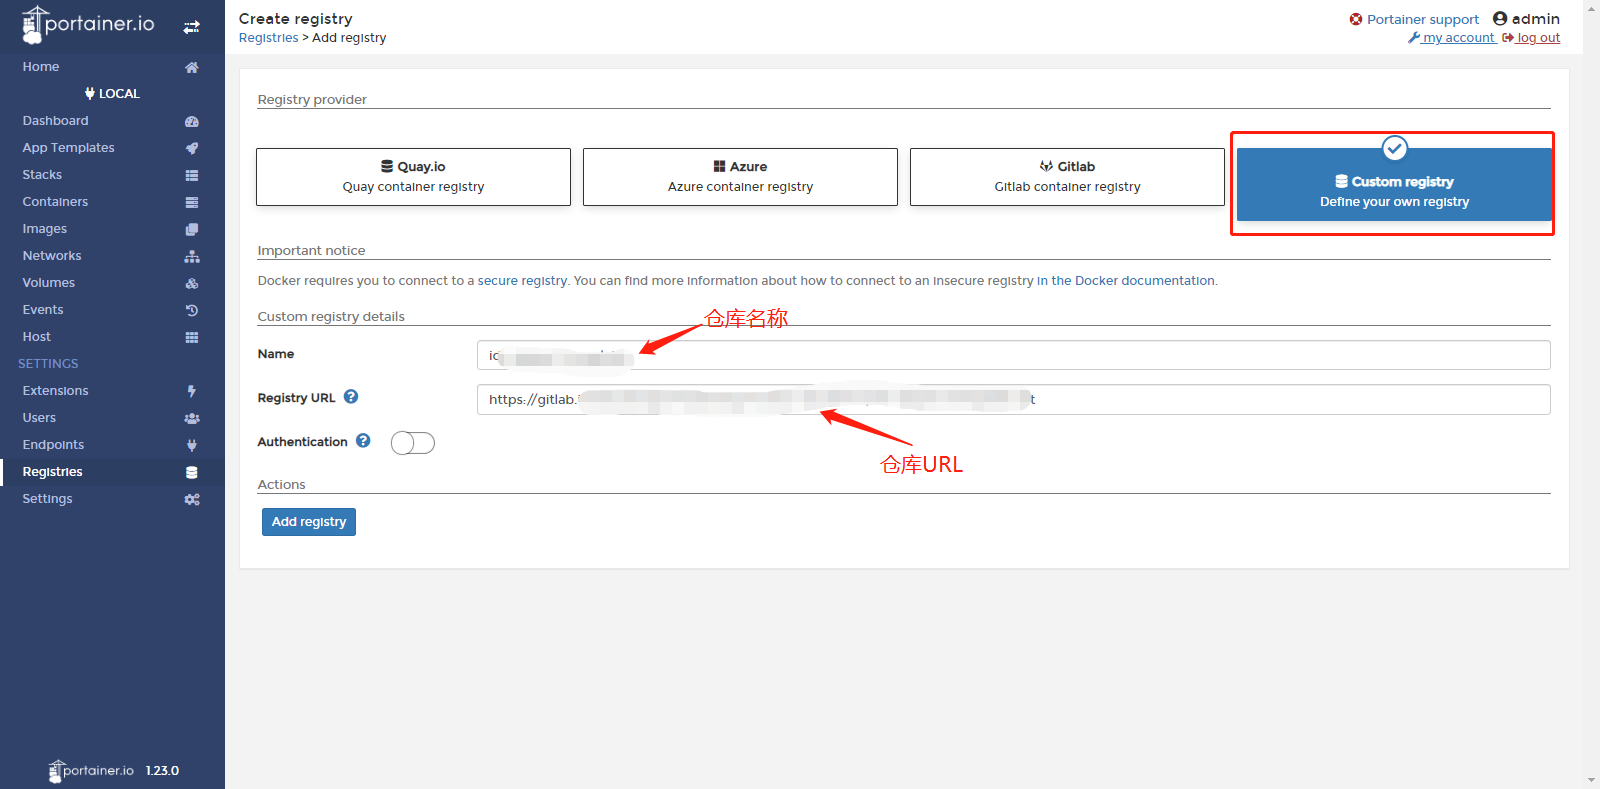 portainer.io
Home
LOCAL
Dashboard
App Templates
Stacks
Containers
Images
Networks
Volumes
Events
Host
SETTINGS
Extensions
Users
Endpoints
Registries
Settings
portainer.io 1.23.0
Create registry
Registries > Add registry
Portainer support admin
my account log out
Registry provider
Quay.io
Quay container registry
Azure
Azure container registry
Gitlab
Gitlab container registry
Custom registry
Define your own registry
Important notice
Docker requires you to connect to a secure registry. You can find more information about how to connect to an insecure registry in the Docker documentation.
Custom registry details
仓库名称
Name
Registry URL https://gitlab.
Authentication
仓库URL
Actions
Add registry